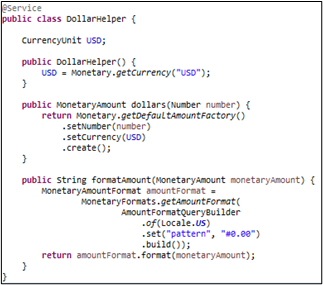 @Service
public class DollarHelper {
CurrencyUnit USD;
public DollarHelper() {
USD = Monetary.getCurrency("USD");
}
public MonetaryAmount dollars(Number number) {
return Monetary.getDefaultAmountFactory()
.setNumber(number)
.setCurrency(USD)
.create();
}
public String formatAmount(MonetaryAmount monetaryAmount) {
MonetaryAmountFormat amountFormat =
MonetaryFormats.getAmountFormat(
AmountFormatQueryBuilder
.of(Locale.US)
.set("pattern", "#0.00")
.build());
return amountFormat.format(monetaryAmount);
}
}